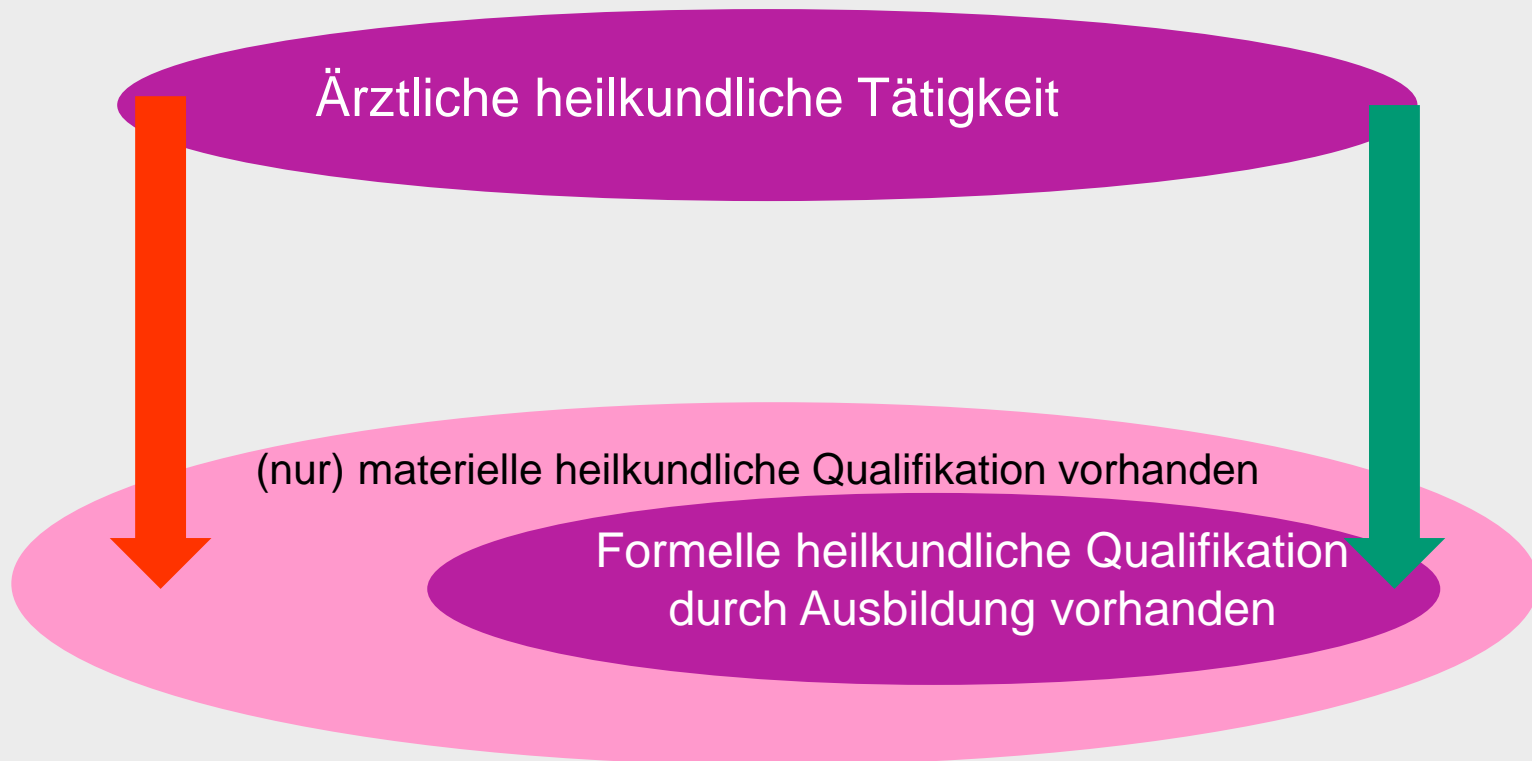 Ärztliche heilkundliche Tätigkeit
(nur) materielle heilkundliche Qualifikation vorhanden
Formelle heilkundliche Qualifikation
durch Ausbildung vorhanden